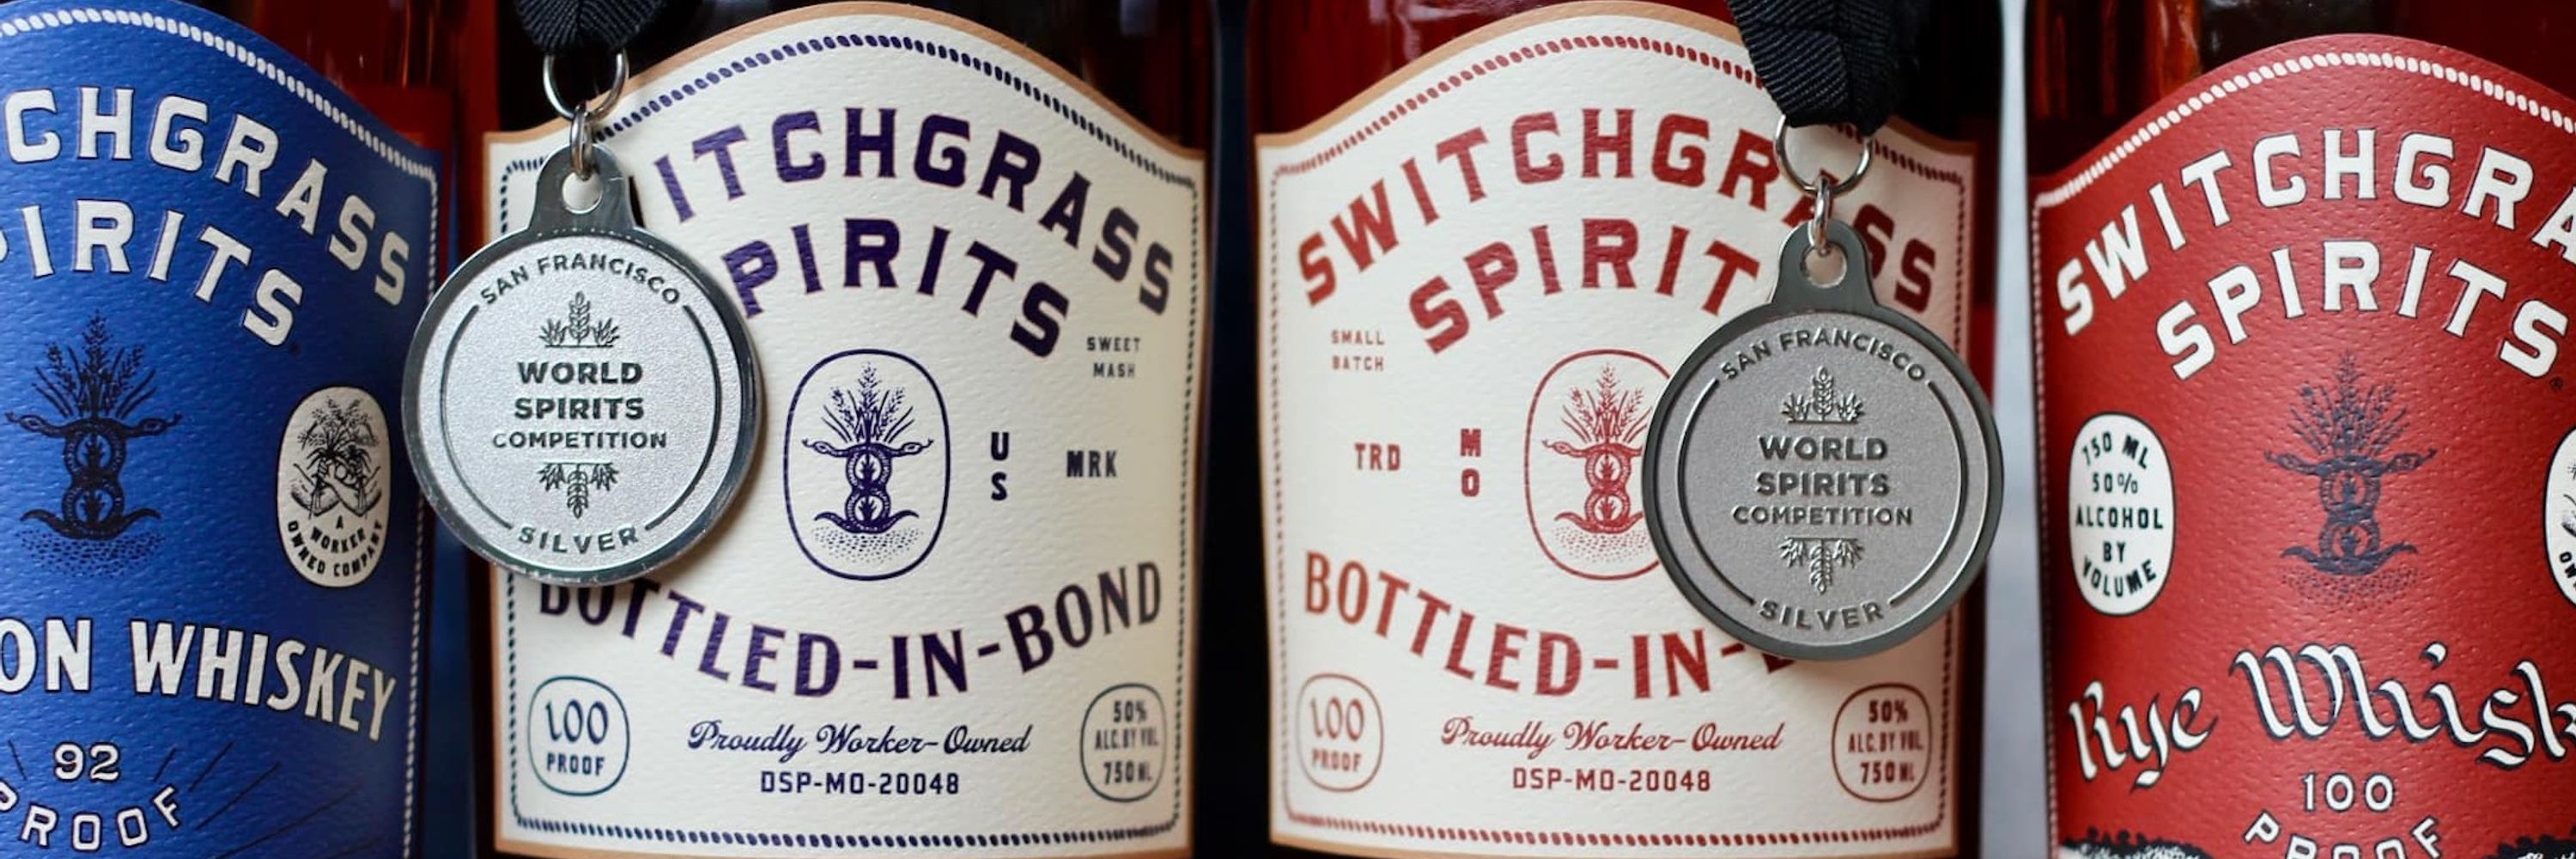 CHGRASS
PIRITS
A
WORKER
OWNED COMPANY
ON WHISKEY
92
PROOF
SAN FRANCISCO
WORLD
SPIRITS
COMPETITION
SILVER
ITCHGRASS
PIRITS
SWEET
MASH
US
MRK
BOTTLED-IN-BOND
100
PROOF
Proudly Worker-Owned
DSP-MO-20048
50%
ALC. BY VOL.
750 ML
SWITCHGRASS
SPIRIT
SMALL
BATCH
TRD
MO
BOTTLED-IN-B
100
PROOF
Proudly Worker-Owned
DSP-MO-20048
50%
ALC. BY VOL.
750 ML
SAN FRANCISCO
WORLD
SPIRITS
COMPETITION
SILVER
SWITCHGRA
SPIRITS
750 ML
50%
ALCOHOL
BY
VOLUME
Rye Whisk
100
PROOF